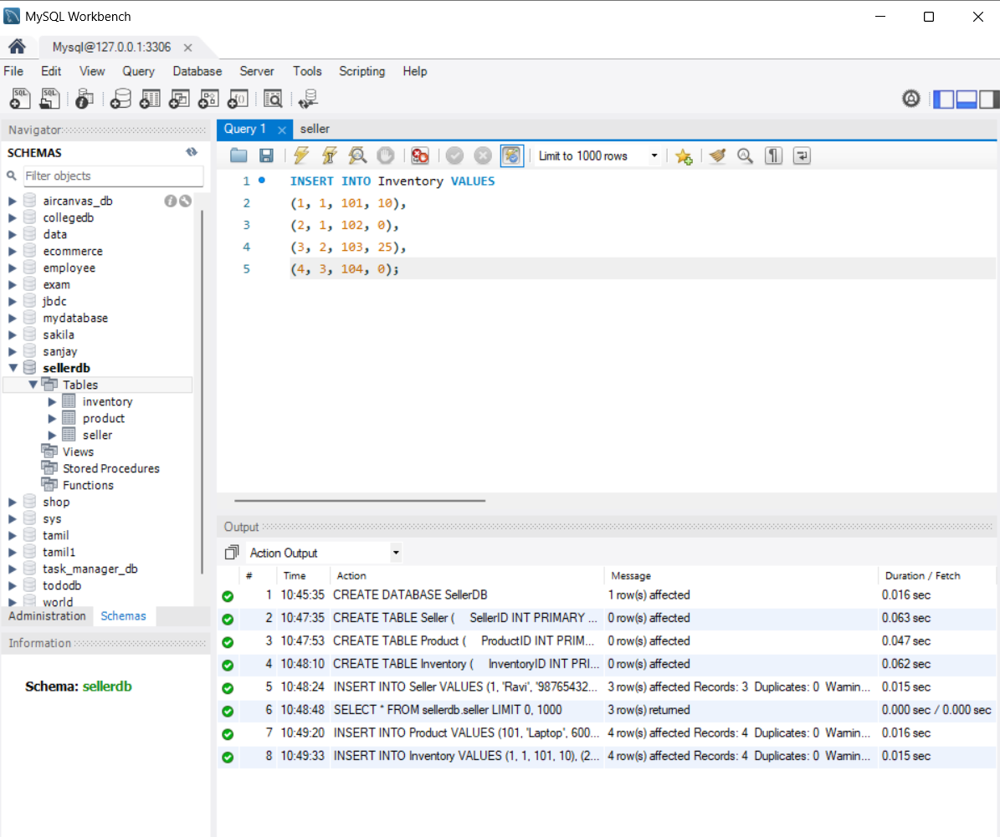 MySQL Workbench
Mysql@127.0.0.1:3306
File Edit View Query Database Server Tools Scripting Help
Navigator
SCHEMAS
Filter objects
aircanvas_db
collegedb
data
ecommerce
employee
exam
jbdc
mydatabase
sakila
sanjay
sellerdb
Tables
inventory
product
seller
Views
Stored Procedures
Functions
shop
sys
tamil
tamil1
task_manager_db
tododb
world
Administration Schemas
Information
Schema: sellerdb
Query 1 seller
Limit to 1000 rows
1 INSERT INTO Inventory VALUES
2 (1, 1, 101, 10),
3 (2, 1, 102, 0),
4 (3, 2, 103, 25),
5 (4, 3, 104, 0);
Output
Action Output
# Time Action Message Duration / Fetch
1 10:45:35 CREATE DATABASE SellerDB 1 row(s) affected 0.016 sec
2 10:47:35 CREATE TABLE Seller ( SellerID INT PRIMARY ... 0 row(s) affected 0.063 sec
3 10:47:53 CREATE TABLE Product ( ProductID INT PRIM... 0 row(s) affected 0.047 sec
4 10:48:10 CREATE TABLE Inventory ( InventoryID INT PRI... 0 row(s) affected 0.062 sec
5 10:48:24 INSERT INTO Seller VALUES (1, 'Ravi', '98765432... 3 row(s) affected Records: 3 Duplicates: 0 Warnin... 0.015 sec
6 10:48:48 SELECT * FROM sellerdb.seller LIMIT 0, 1000 3 row(s) returned 0.000 sec / 0.000 sec
7 10:49:20 INSERT INTO Product VALUES (101, 'Laptop', 600... 4 row(s) affected Records: 4 Duplicates: 0 Warnin... 0.016 sec
8 10:49:33 INSERT INTO Inventory VALUES (1, 1, 101, 10), (2... 4 row(s) affected Records: 4 Duplicates: 0 Warnin... 0.015 sec